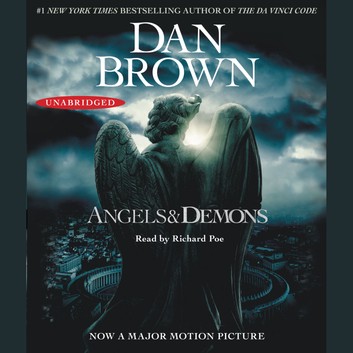 #1 NEW YORK TIMES BESTSELLING AUTHOR OF THE DA VINCI CODE
DAN
BROWN
UNABRIDGED
ANGELS&DEMONS
Read by Richard Poe
NOW A MAJOR MOTION PICTURE